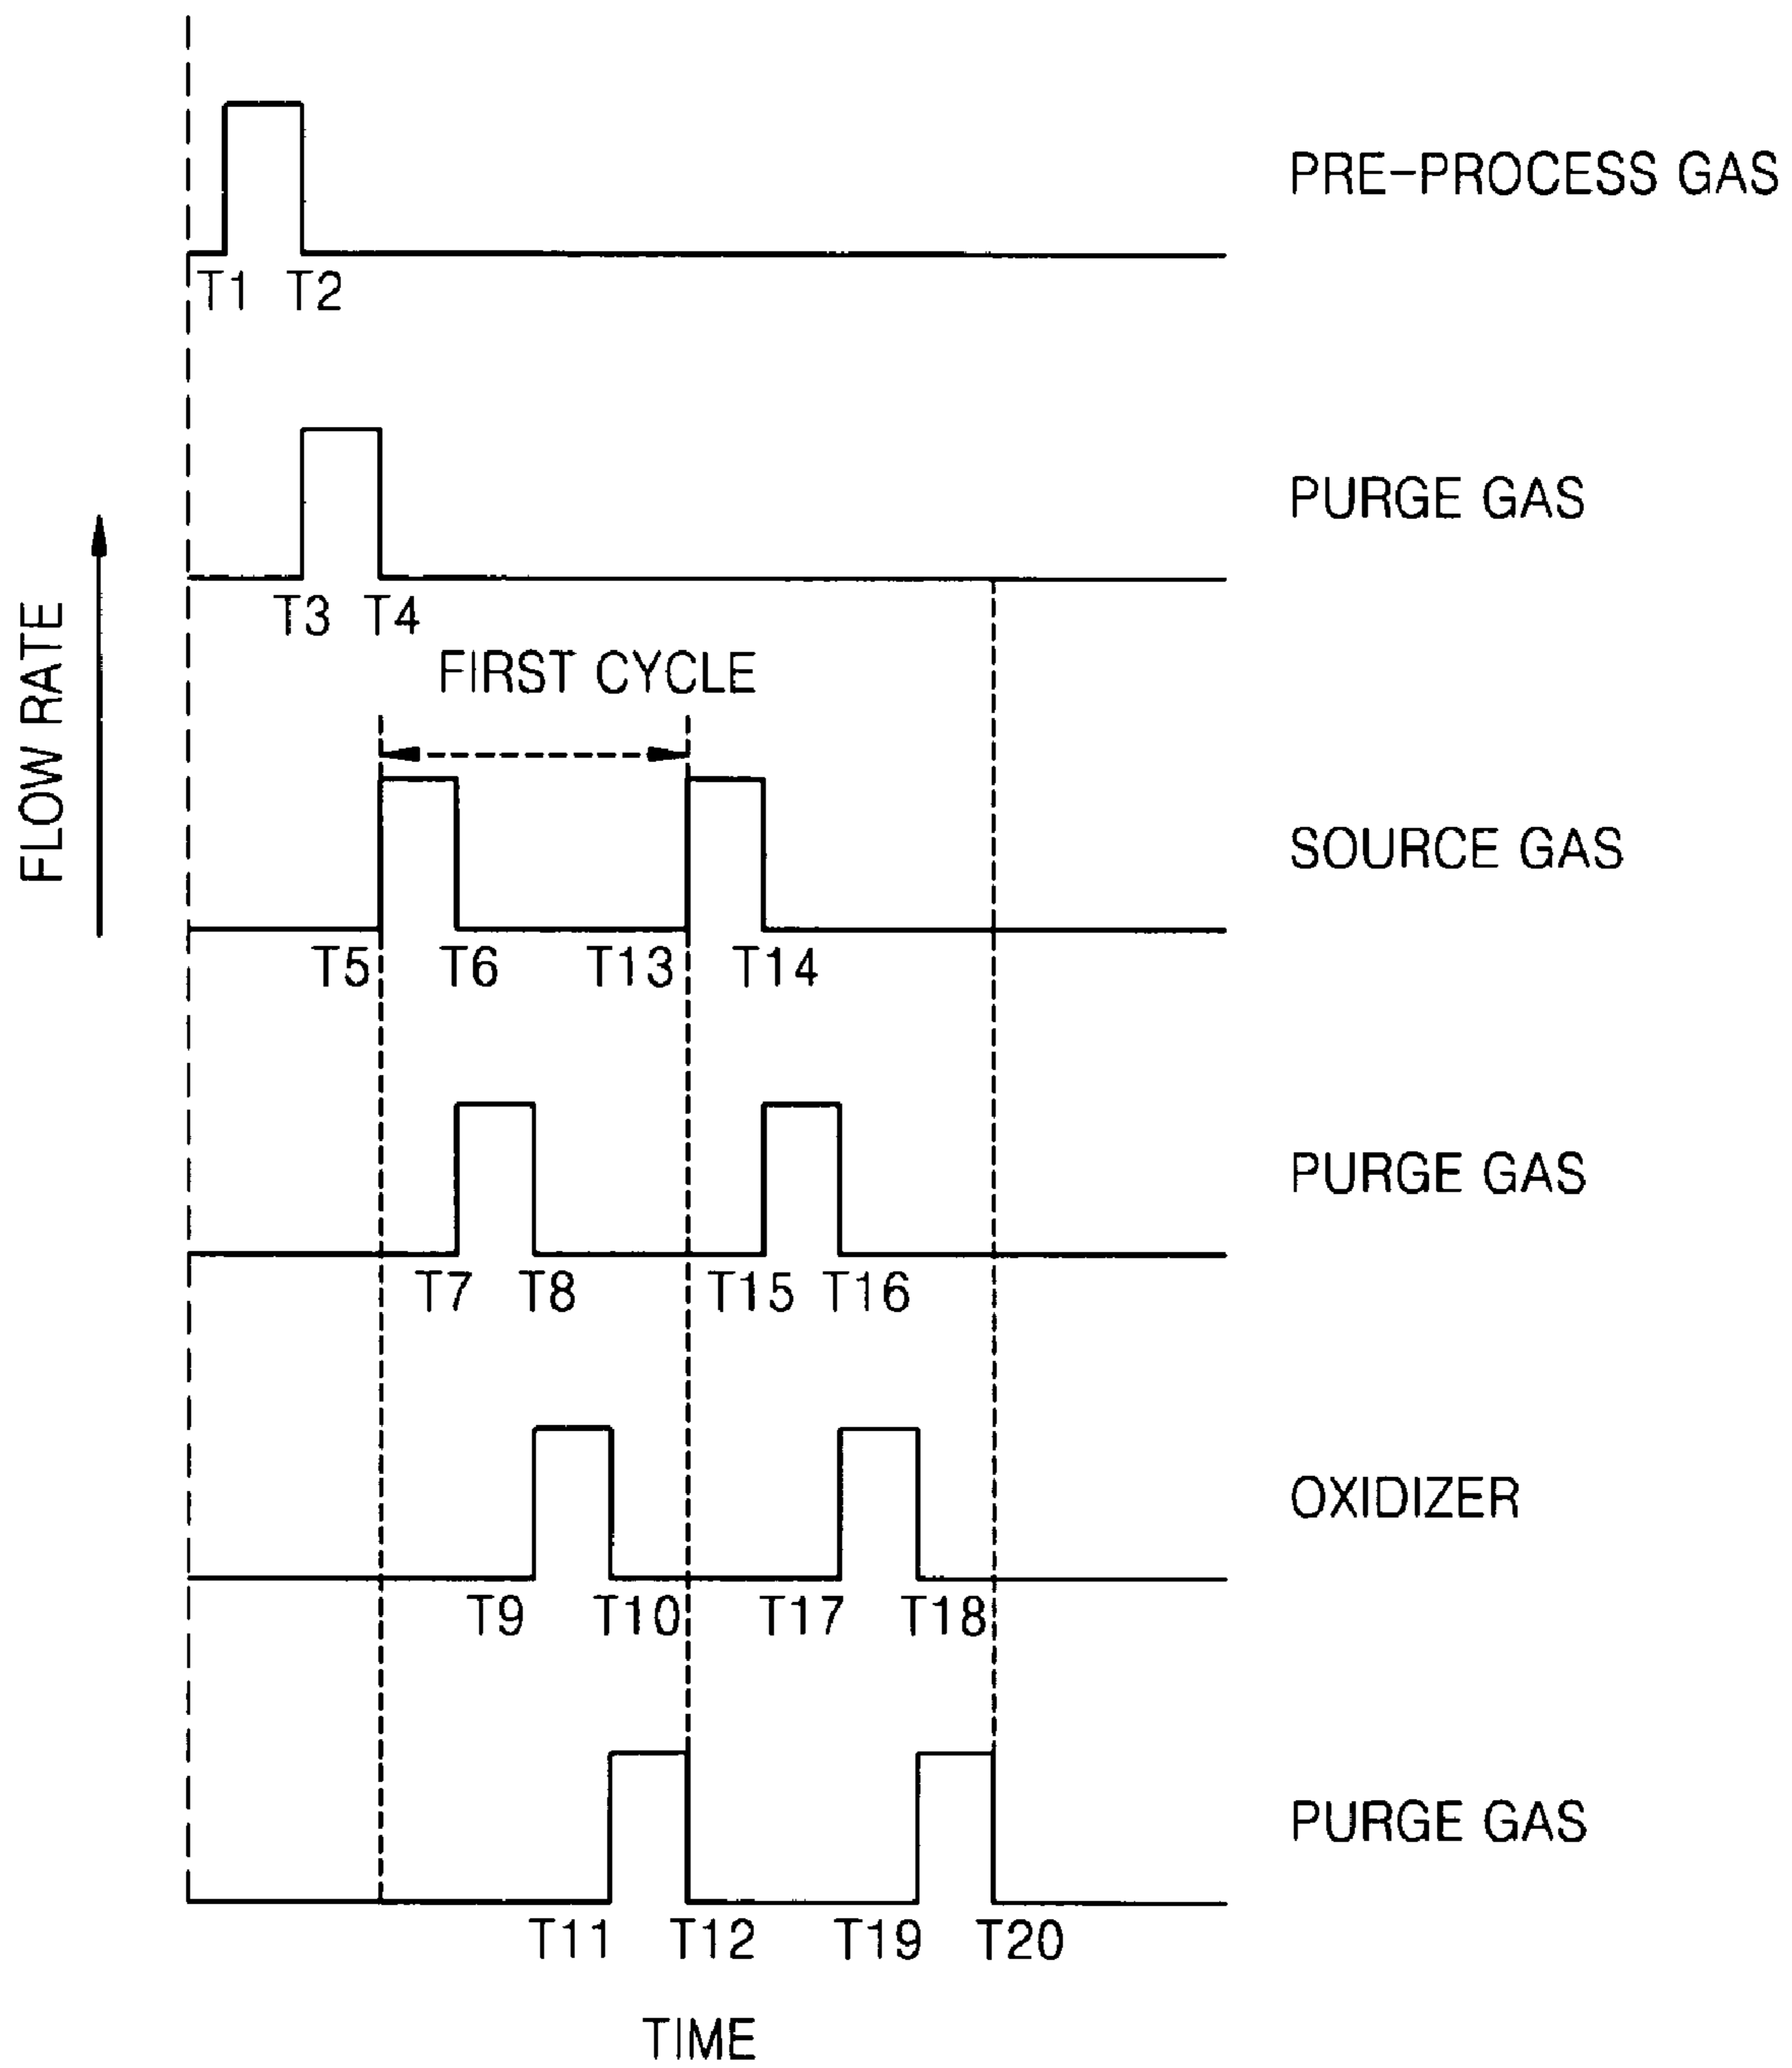 PRE-PROCESS GAS
T1 T2
PURGE GAS
T3 T4
FIRST CYCLE
FLOW RATE
SOURCE GAS
T5 T6 T13 T14
PURGE GAS
T7 T8 T15 T16
OXIDIZER
T9 T10 T17 T18
PURGE GAS
T11 T12 T19 T20
TIME